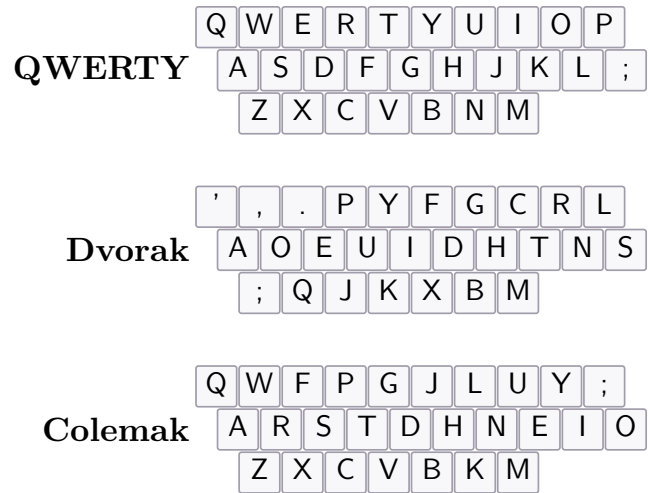 Q W E R T Y U I O P
QWERTY A S D F G H J K L ;
Z X C V B N M
' , . P Y F G C R L
Dvorak A O E U I D H T N S
; Q J K X B M
Q W F P G J L U Y ;
Colemak A R S T D H N E I O
Z X C V B K M